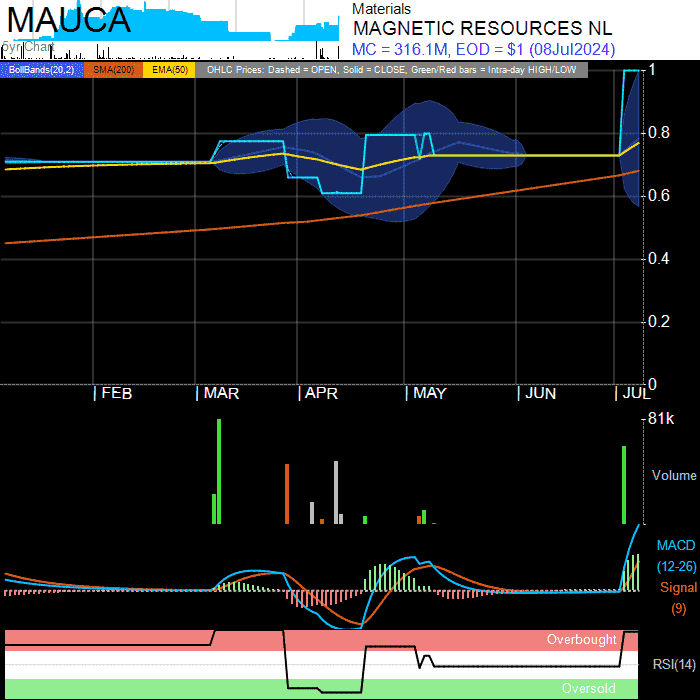 MAUCA
Materials
MAGNETIC RESOURCES NL
5yr Chart
MC = 316.1M, EOD = $1 (08Jul2024)
BollBands(20,2) SMA(200) EMA(50) OHLC Prices: Dashed = OPEN, Solid = CLOSE, Green/Red bars = Intra-day HIGH/LOW
1
0.8
0.6
0.4
0.2
0
FEB MAR APR MAY JUN JUL
81k
Volume
MACD
(12-26)
Signal
(9)
Overbought
RSI(14)
Oversold